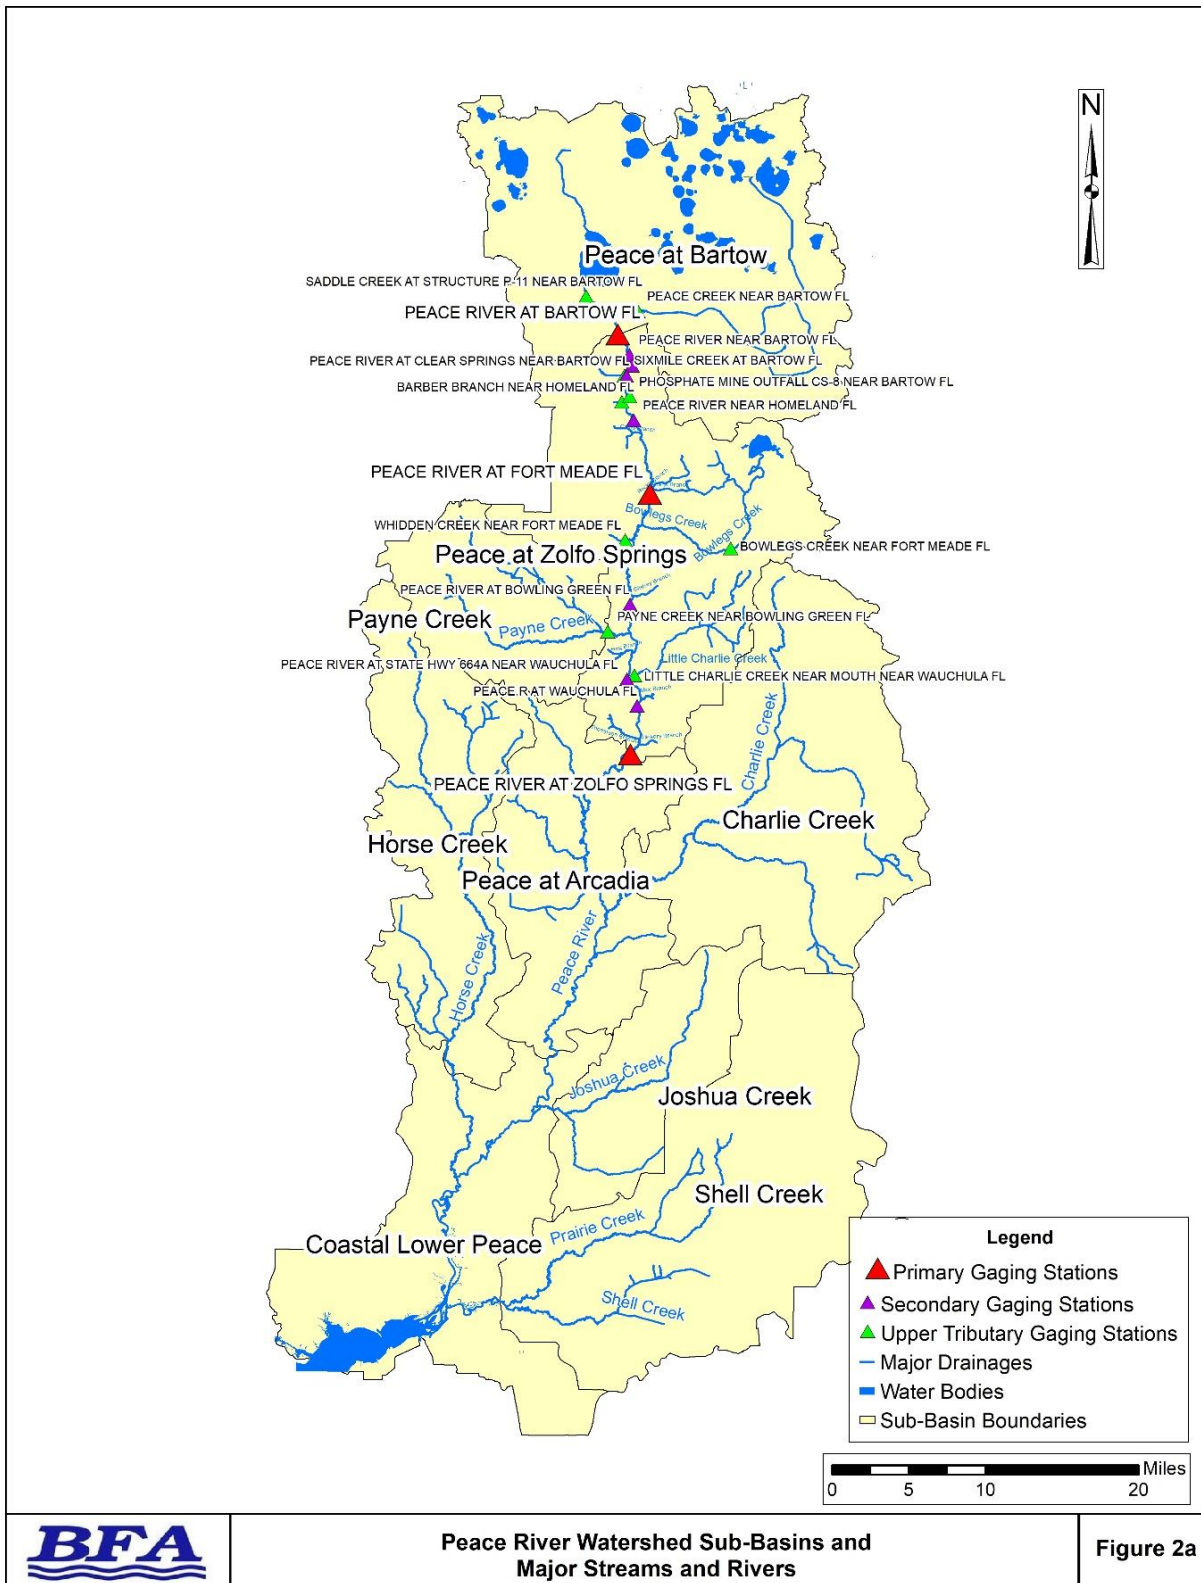 N
Peace at Bartow
SADDLE CREEK AT STRUCTURE P-11 NEAR BARTOW FL
PEACE CREEK NEAR BARTOW FL
PEACE RIVER AT BARTOW FL
PEACE RIVER NEAR BARTOW FL
PEACE RIVER AT CLEAR SPRINGS NEAR BARTOW FL
SIXMILE CREEK AT BARTOW FL
PHOSPHATE MINE OUTFALL CS-8 NEAR BARTOW FL
BARBER BRANCH NEAR HOMELAND FL
PEACE RIVER NEAR HOMELAND FL
PEACE RIVER AT FORT MEADE FL
Bowlegs Creek
Bowlegs Creek
WHIDDEN CREEK NEAR FORT MEADE FL
BOWLEGS CREEK NEAR FORT MEADE FL
Peace at Zolfo Springs
PEACE RIVER AT BOWLING GREEN FL
PAYNE CREEK NEAR BOWLING GREEN FL
Payne Creek
Payne Creek
Little Charlie Creek
PEACE RIVER AT STATE HWY 664A NEAR WAUCHULA FL
LITTLE CHARLIE CREEK NEAR MOUTH NEAR WAUCHULA FL
PEACE R AT WAUCHULA FL
Charlie Creek
PEACE RIVER AT ZOLFO SPRINGS FL
Charlie Creek
Horse Creek
Peace at Arcadia
Peace River
Horse Creek
Joshua Creek
Joshua Creek
Shell Creek
Prairie Creek
Coastal Lower Peace
Shell Creek
Legend
Primary Gaging Stations
Secondary Gaging Stations
Upper Tributary Gaging Stations
Major Drainages
Water Bodies
Sub-Basin Boundaries
Miles
0 5 10 20
BFA
Peace River Watershed Sub-Basins and
Major Streams and Rivers
Figure 2a